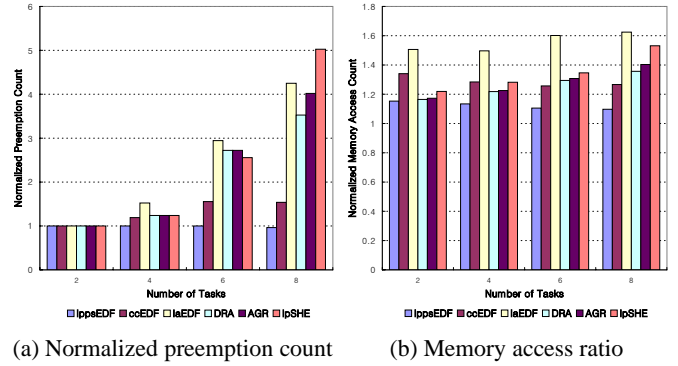 6
5
4
3
2
1
0
Normalized Preemption Count
2 4 6 8
Number of Tasks
lppsEDF ccEDF laEDF DRA AGR lpSHE
(a) Normalized preemption count
1.8
1.6
1.4
1.2
1
0.8
0.6
0.4
0.2
0
Normalized Memory Access Count
2 4 6 8
Number of Tasks
lppsEDF ccEDF laEDF DRA AGR lpSHE
(b) Memory access ratio